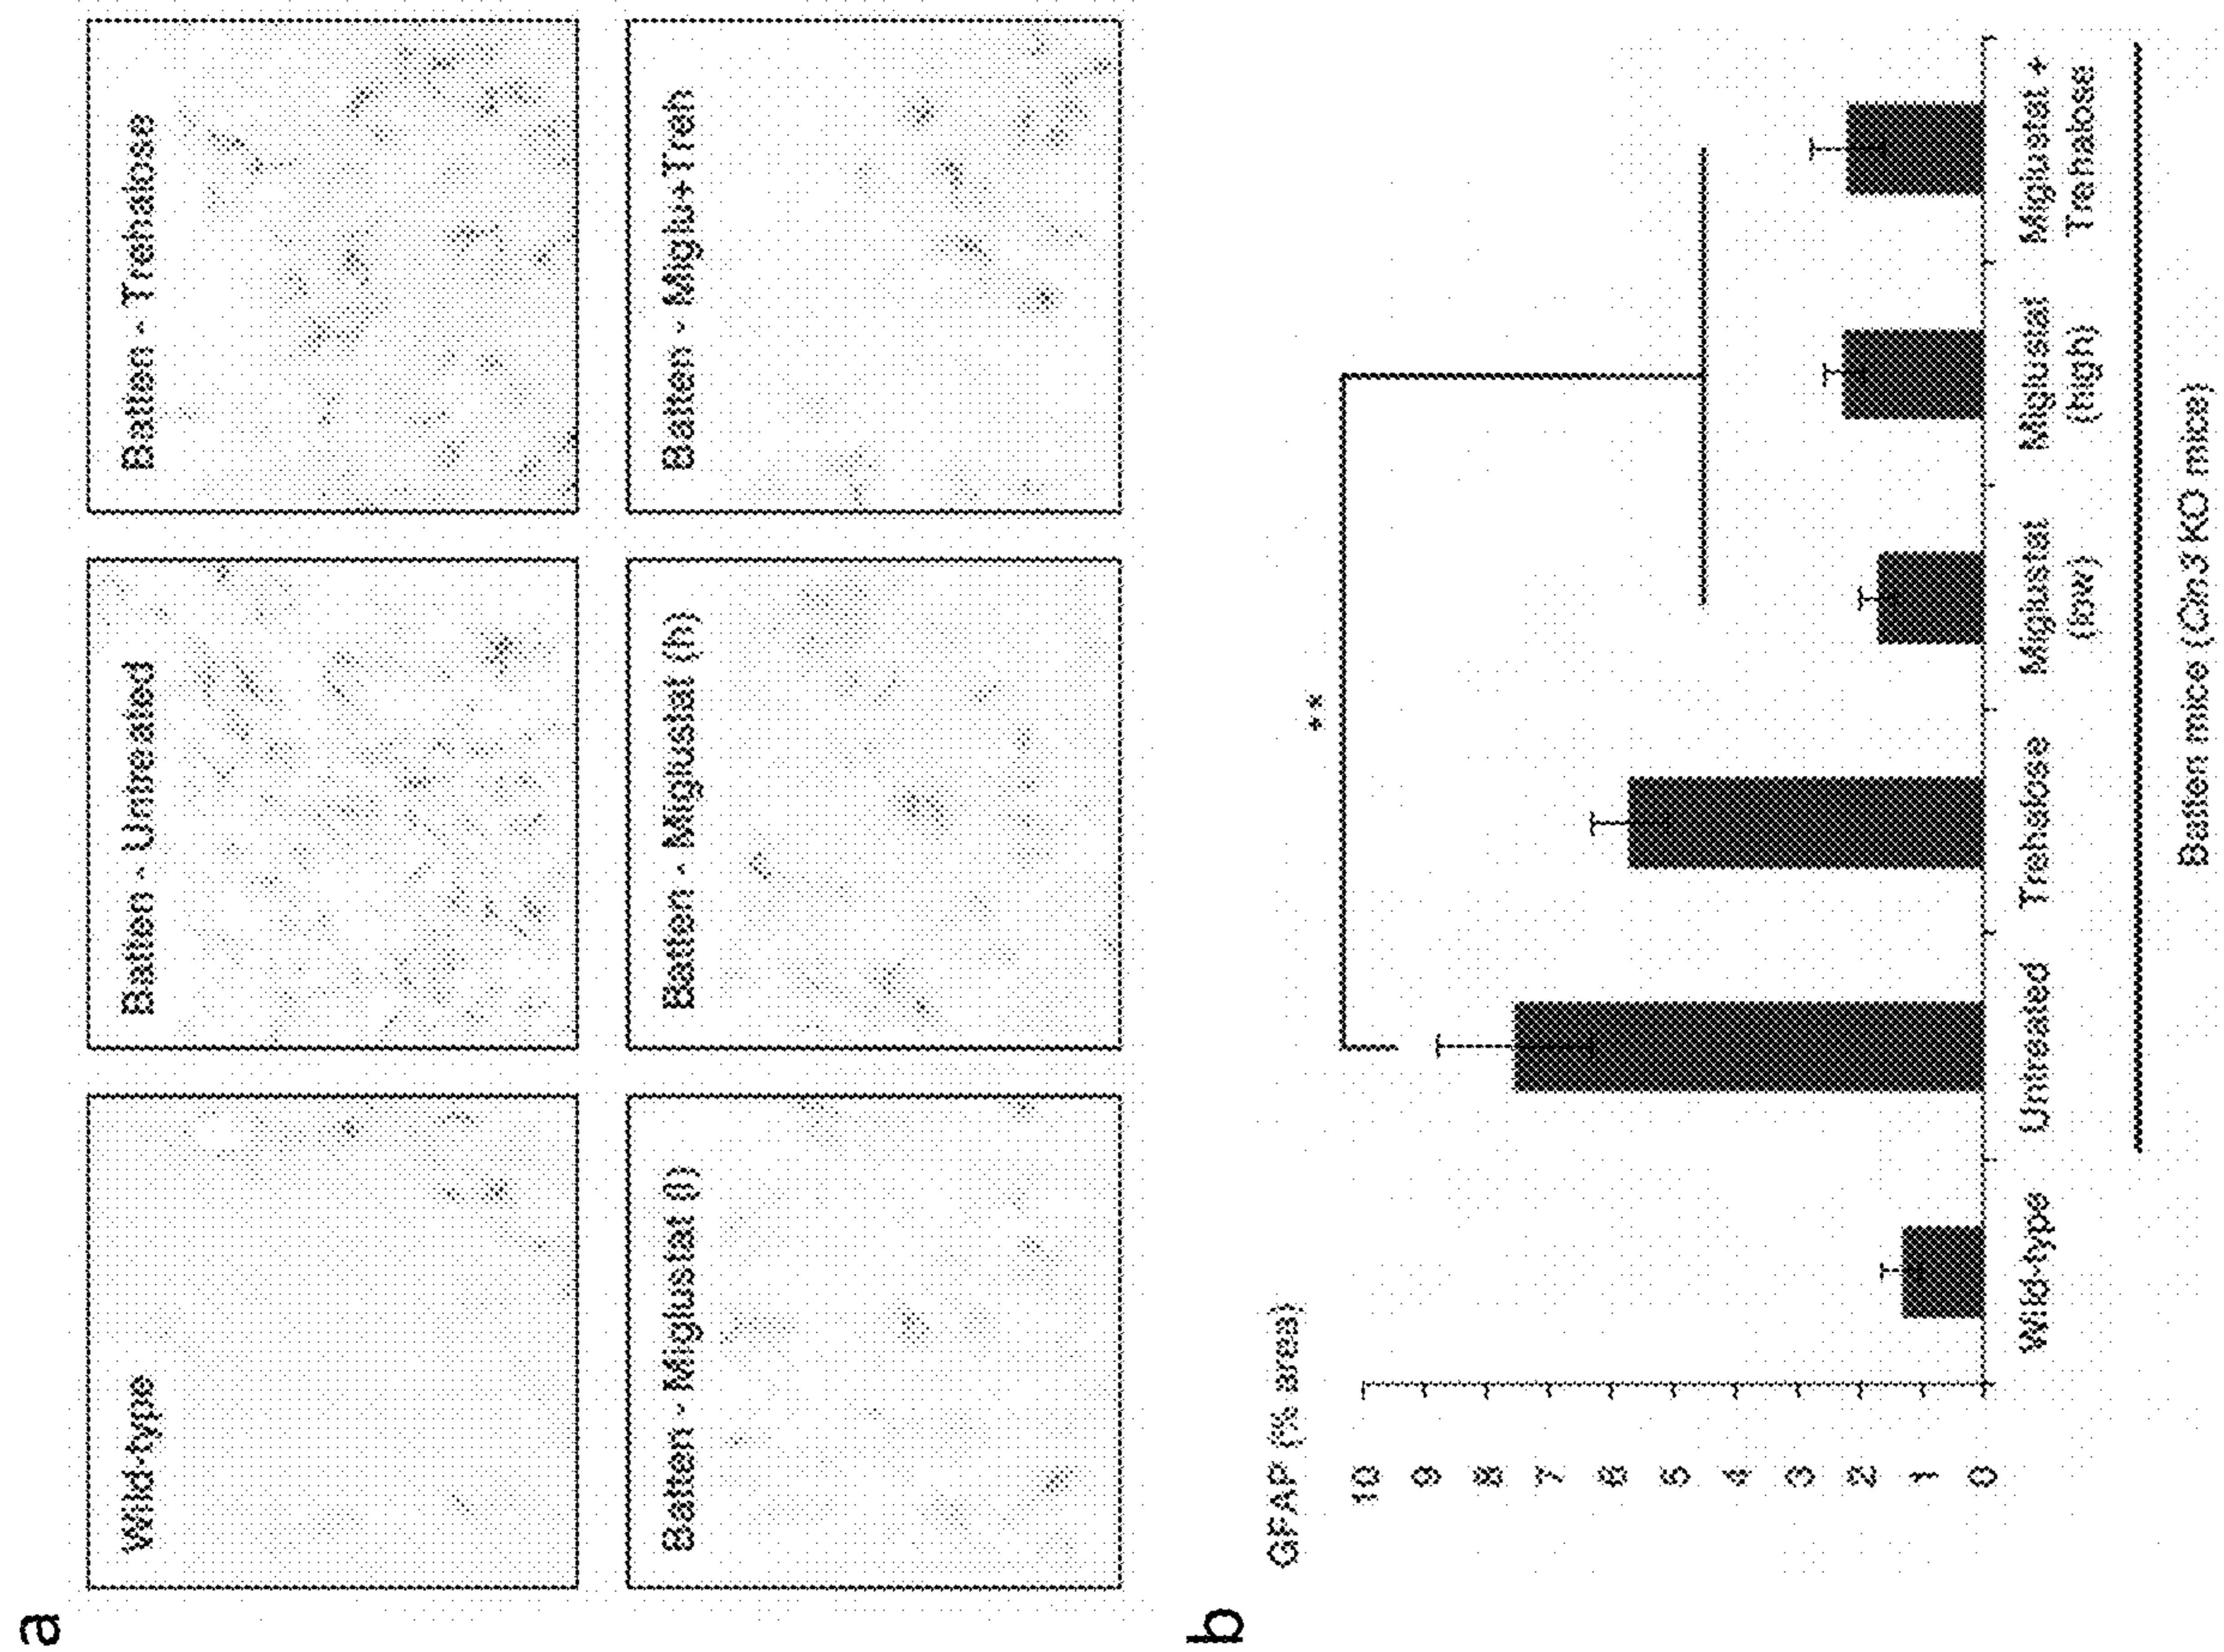 a
Wild-type
Batten - Untreated
Batten - Trehalose
Batten - Miglustat (l)
Batten - Miglustat (h)
Batten - Miglu+Treh
b
GFAP (% area)
10
9
8
7
6
5
4
3
2
1
0
**
Wild-type
Untreated
Trehalose
Miglustat
(low)
Miglustat
(high)
Miglustat +
Trehalose
Batten mice (Cln3 KO mice)